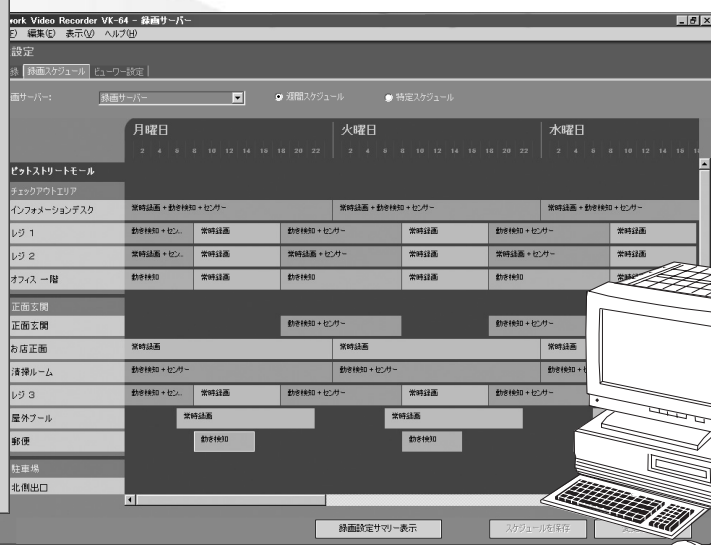 work Video Recorder VK-64 - 録画サーバー
E) 編集(E) 表示(V) ヘルプ(H)
設定
録 録画スケジュール ビューワー設定
画サーバー: 録画サーバー 週間スケジュール 特定スケジュール
月曜日 火曜日 水曜日
2 4 6 8 10 12 14 16 18 20 22 2 4 6 8 10 12 14 16 18 20 22 2 4 6 8 10 12 14 16
ピットストリートモール
チェックアウトエリア
インフォメーションデスク 常時録画+動き検知+センサー 常時録画+動き検知+センサー 常時録画+動き検知+センサー
レジ 1 動き検知+セン.. 常時録画 動き検知+センサー 常時録画 動き検知+センサー 常時録画
レジ 2 常時録画+セン.. 常時録画 常時録画+センサー 常時録画 常時録画+センサー 常時録画
オフィス 一階 動き検知 常時録画 動き検知 常時録画 動き検知
正面玄関
正面玄関 動き検知+センサー 動き検知+セン
お店正面 常時録画 常時録画 常時録画
清掃ルーム 動き検知+センサー 動き検知+センサー 動き検知+
レジ 3 動き検知+セン.. 常時録画 動き検知+センサー 常時録画 動き検知+セン
屋外プール 常時録画 常時録画
郵便 動き検知 動き検知
駐車場
北側出口
録画設定サマリー表示 スケジュールを保存